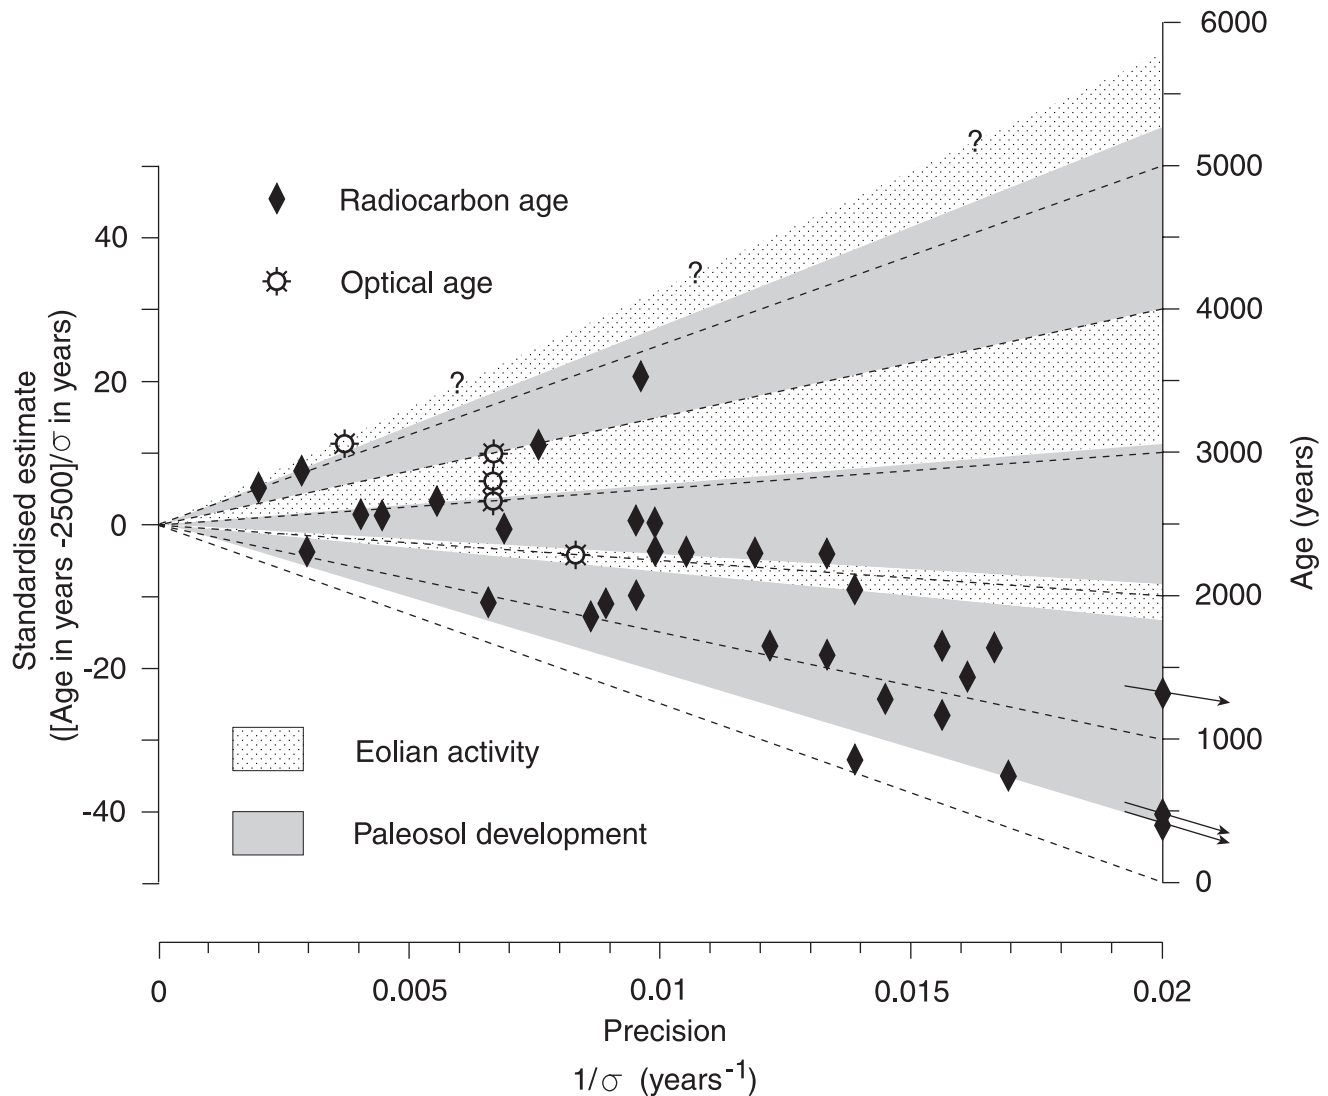 6000
?
5000
Radiocarbon age
40
?
Optical age
4000
Standardised estimate
([Age in years -2500]/σ in years)
20
?
3000
Age (years)
0
2000
-20
Eolian activity
1000
-40
Paleosol development
0
0
0.005
0.01
0.015
0.02
Precision
1/σ (years⁻¹)